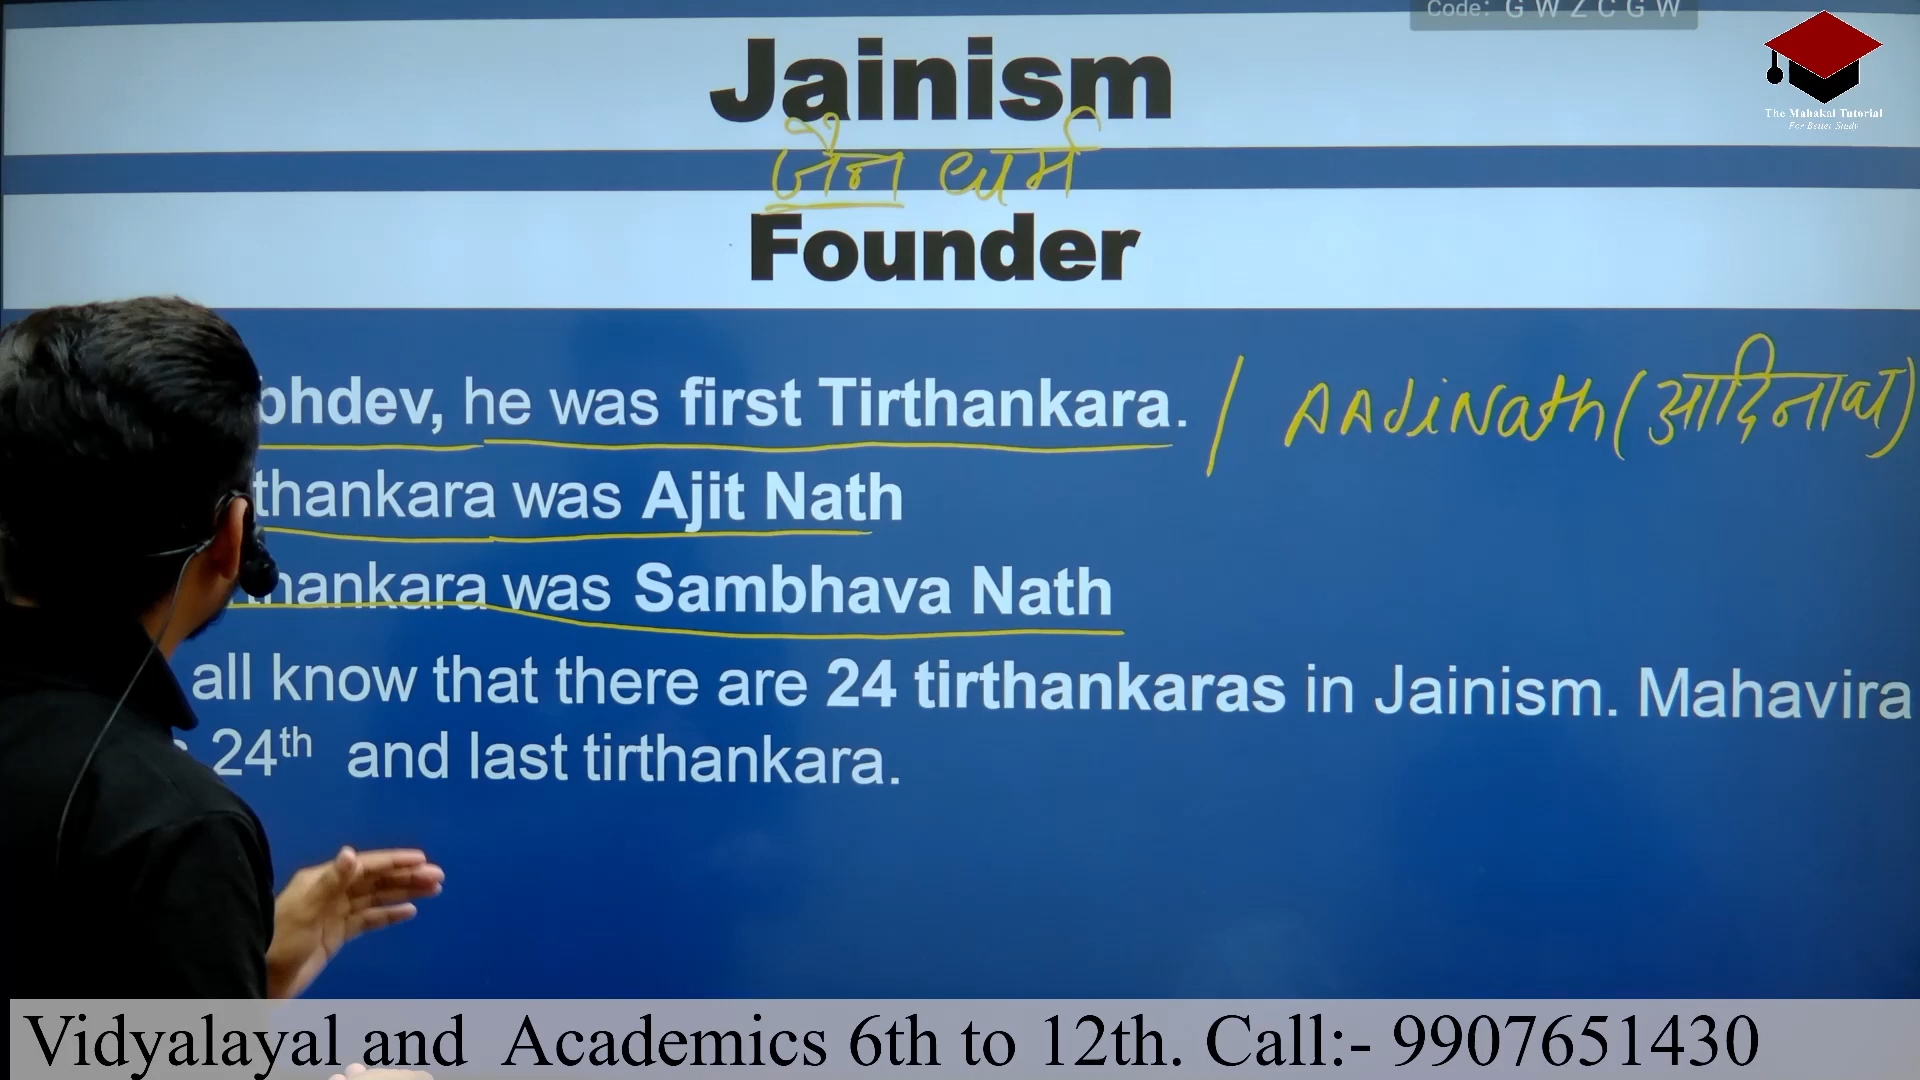 Code: G W Z C G W
The Mahakal Tutorial
For Better Study
Jainism
जैन धर्म
Founder
bhdev, he was first Tirthankara. / AAdiNath (आदिनाथ)
thankara was Ajit Nath
thankara was Sambhava Nath
all know that there are 24 tirthankaras in Jainism. Mahavira
24th and last tirthankara.
Vidyalayal and Academics 6th to 12th. Call:- 9907651430